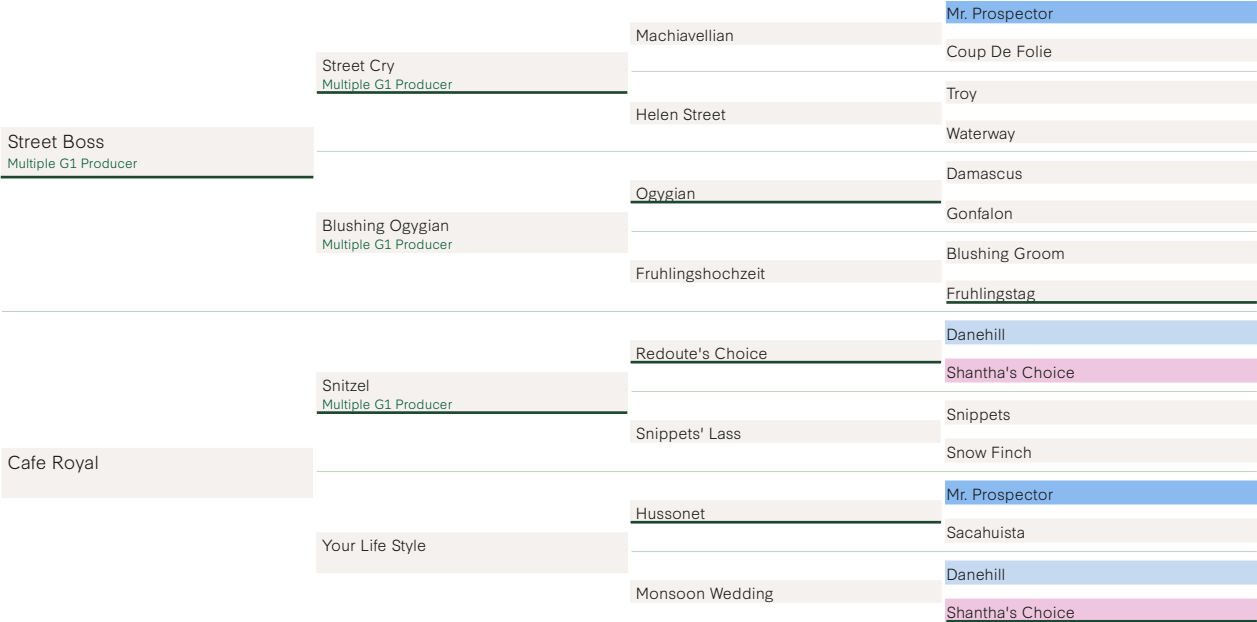 Street Boss
Multiple G1 Producer
Cafe Royal
Street Cry
Multiple G1 Producer
Blushing Ogygian
Multiple G1 Producer
Snitzel
Multiple G1 Producer
Your Life Style
Machiavellian
Helen Street
Ogygian
Fruhlingshochzeit
Redoute's Choice
Snippets' Lass
Hussonet
Monsoon Wedding
Mr. Prospector
Coup De Folie
Troy
Waterway
Damascus
Gonfalon
Blushing Groom
Fruhlingstag
Danehill
Shantha's Choice
Snippets
Snow Finch
Mr. Prospector
Sacahuista
Danehill
Shantha's Choice